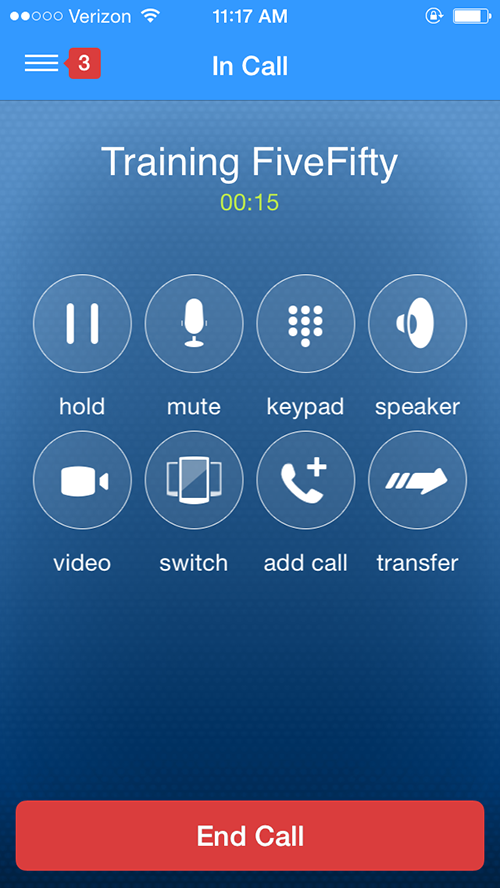 Verizon 11:17 AM
3 In Call
Training FiveFifty
00:15
hold mute keypad speaker
video switch add call transfer
End Call